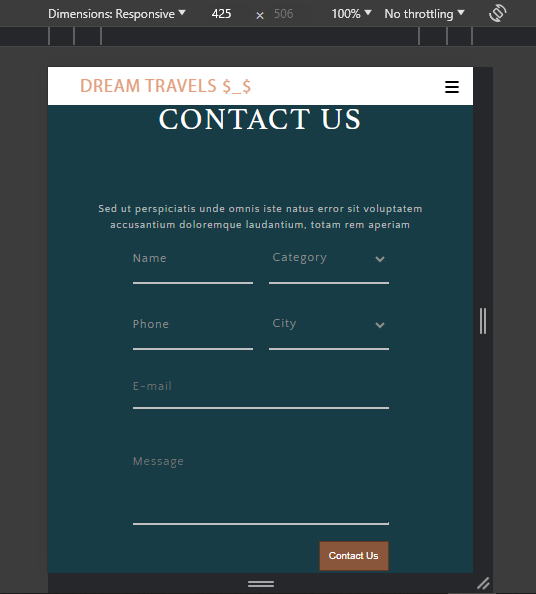 Dimensions: Responsive 425 × 506 100% No throttling
DREAM TRAVELS $_$
CONTACT US
Sed ut perspiciatis unde omnis iste natus error sit voluptatem
accusantium doloremque laudantium, totam rem aperiam
Name Category
Phone City
E-mail
Message
Contact Us